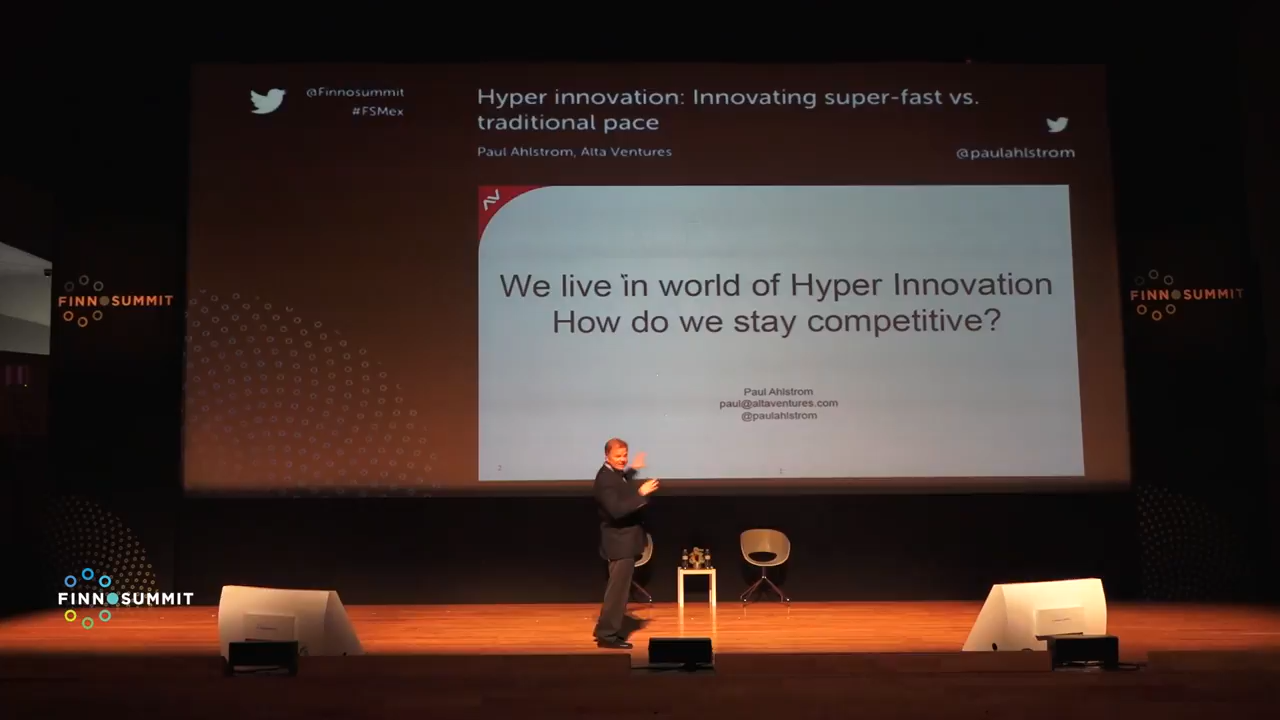 @Finnosummit
#FSMex
Hyper innovation: Innovating super-fast vs.
traditional pace
Paul Ahlstrom, Alta Ventures
@paulahlstrom
We live in world of Hyper Innovation
How do we stay competitive?
Paul Ahlstrom
paul@altaventures.com
@paulahlstrom
FINNOSUMMIT
FINNOSUMMIT
FINNOSUMMIT